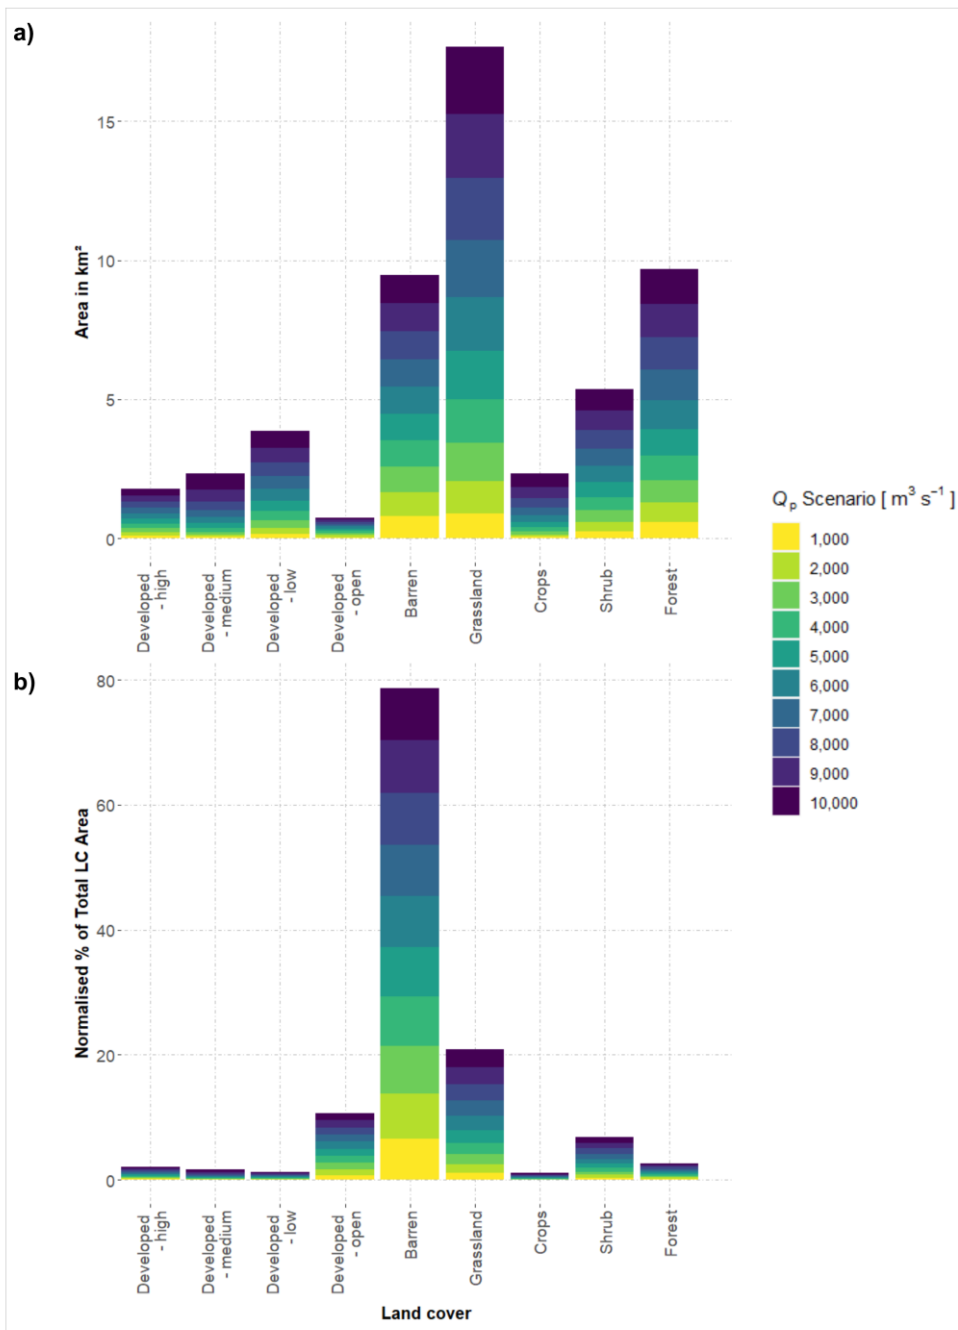 a)
15
10
5
0
Area in km²
Developed
- high
Developed
- medium
Developed
- low
Developed
- open
Barren
Grassland
Crops
Shrub
Forest
Qp Scenario [ m³ s⁻¹ ]
1,000
2,000
3,000
4,000
5,000
6,000
7,000
8,000
9,000
10,000
b)
80
60
40
20
0
Normalised % of Total LC Area
Developed
- high
Developed
- medium
Developed
- low
Developed
- open
Barren
Grassland
Crops
Shrub
Forest
Land cover